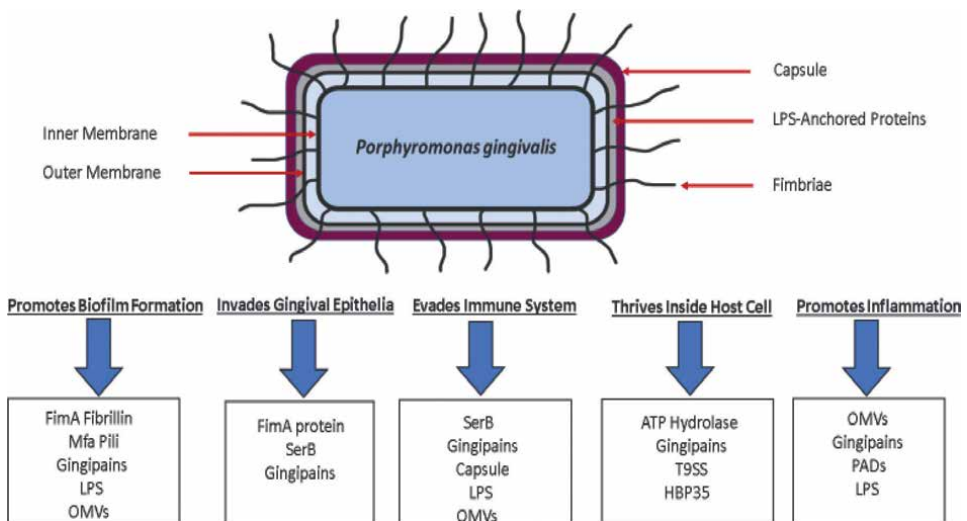 Capsule
Inner Membrane
LPS-Anchored Proteins
Porphyromonas gingivalis
Outer Membrane
Fimbriae
Promotes Biofilm Formation
FimA Fibrillin
Mfa Pili
Gingipains
LPS
OMVs
Invades Gingival Epithelia
FimA protein
SerB
Gingipains
Evades Immune System
SerB
Gingipains
Capsule
LPS
OMVs
Thrives Inside Host Cell
ATP Hydrolase
Gingipains
T9SS
HBP35
Promotes Inflammation
OMVs
Gingipains
PADs
LPS